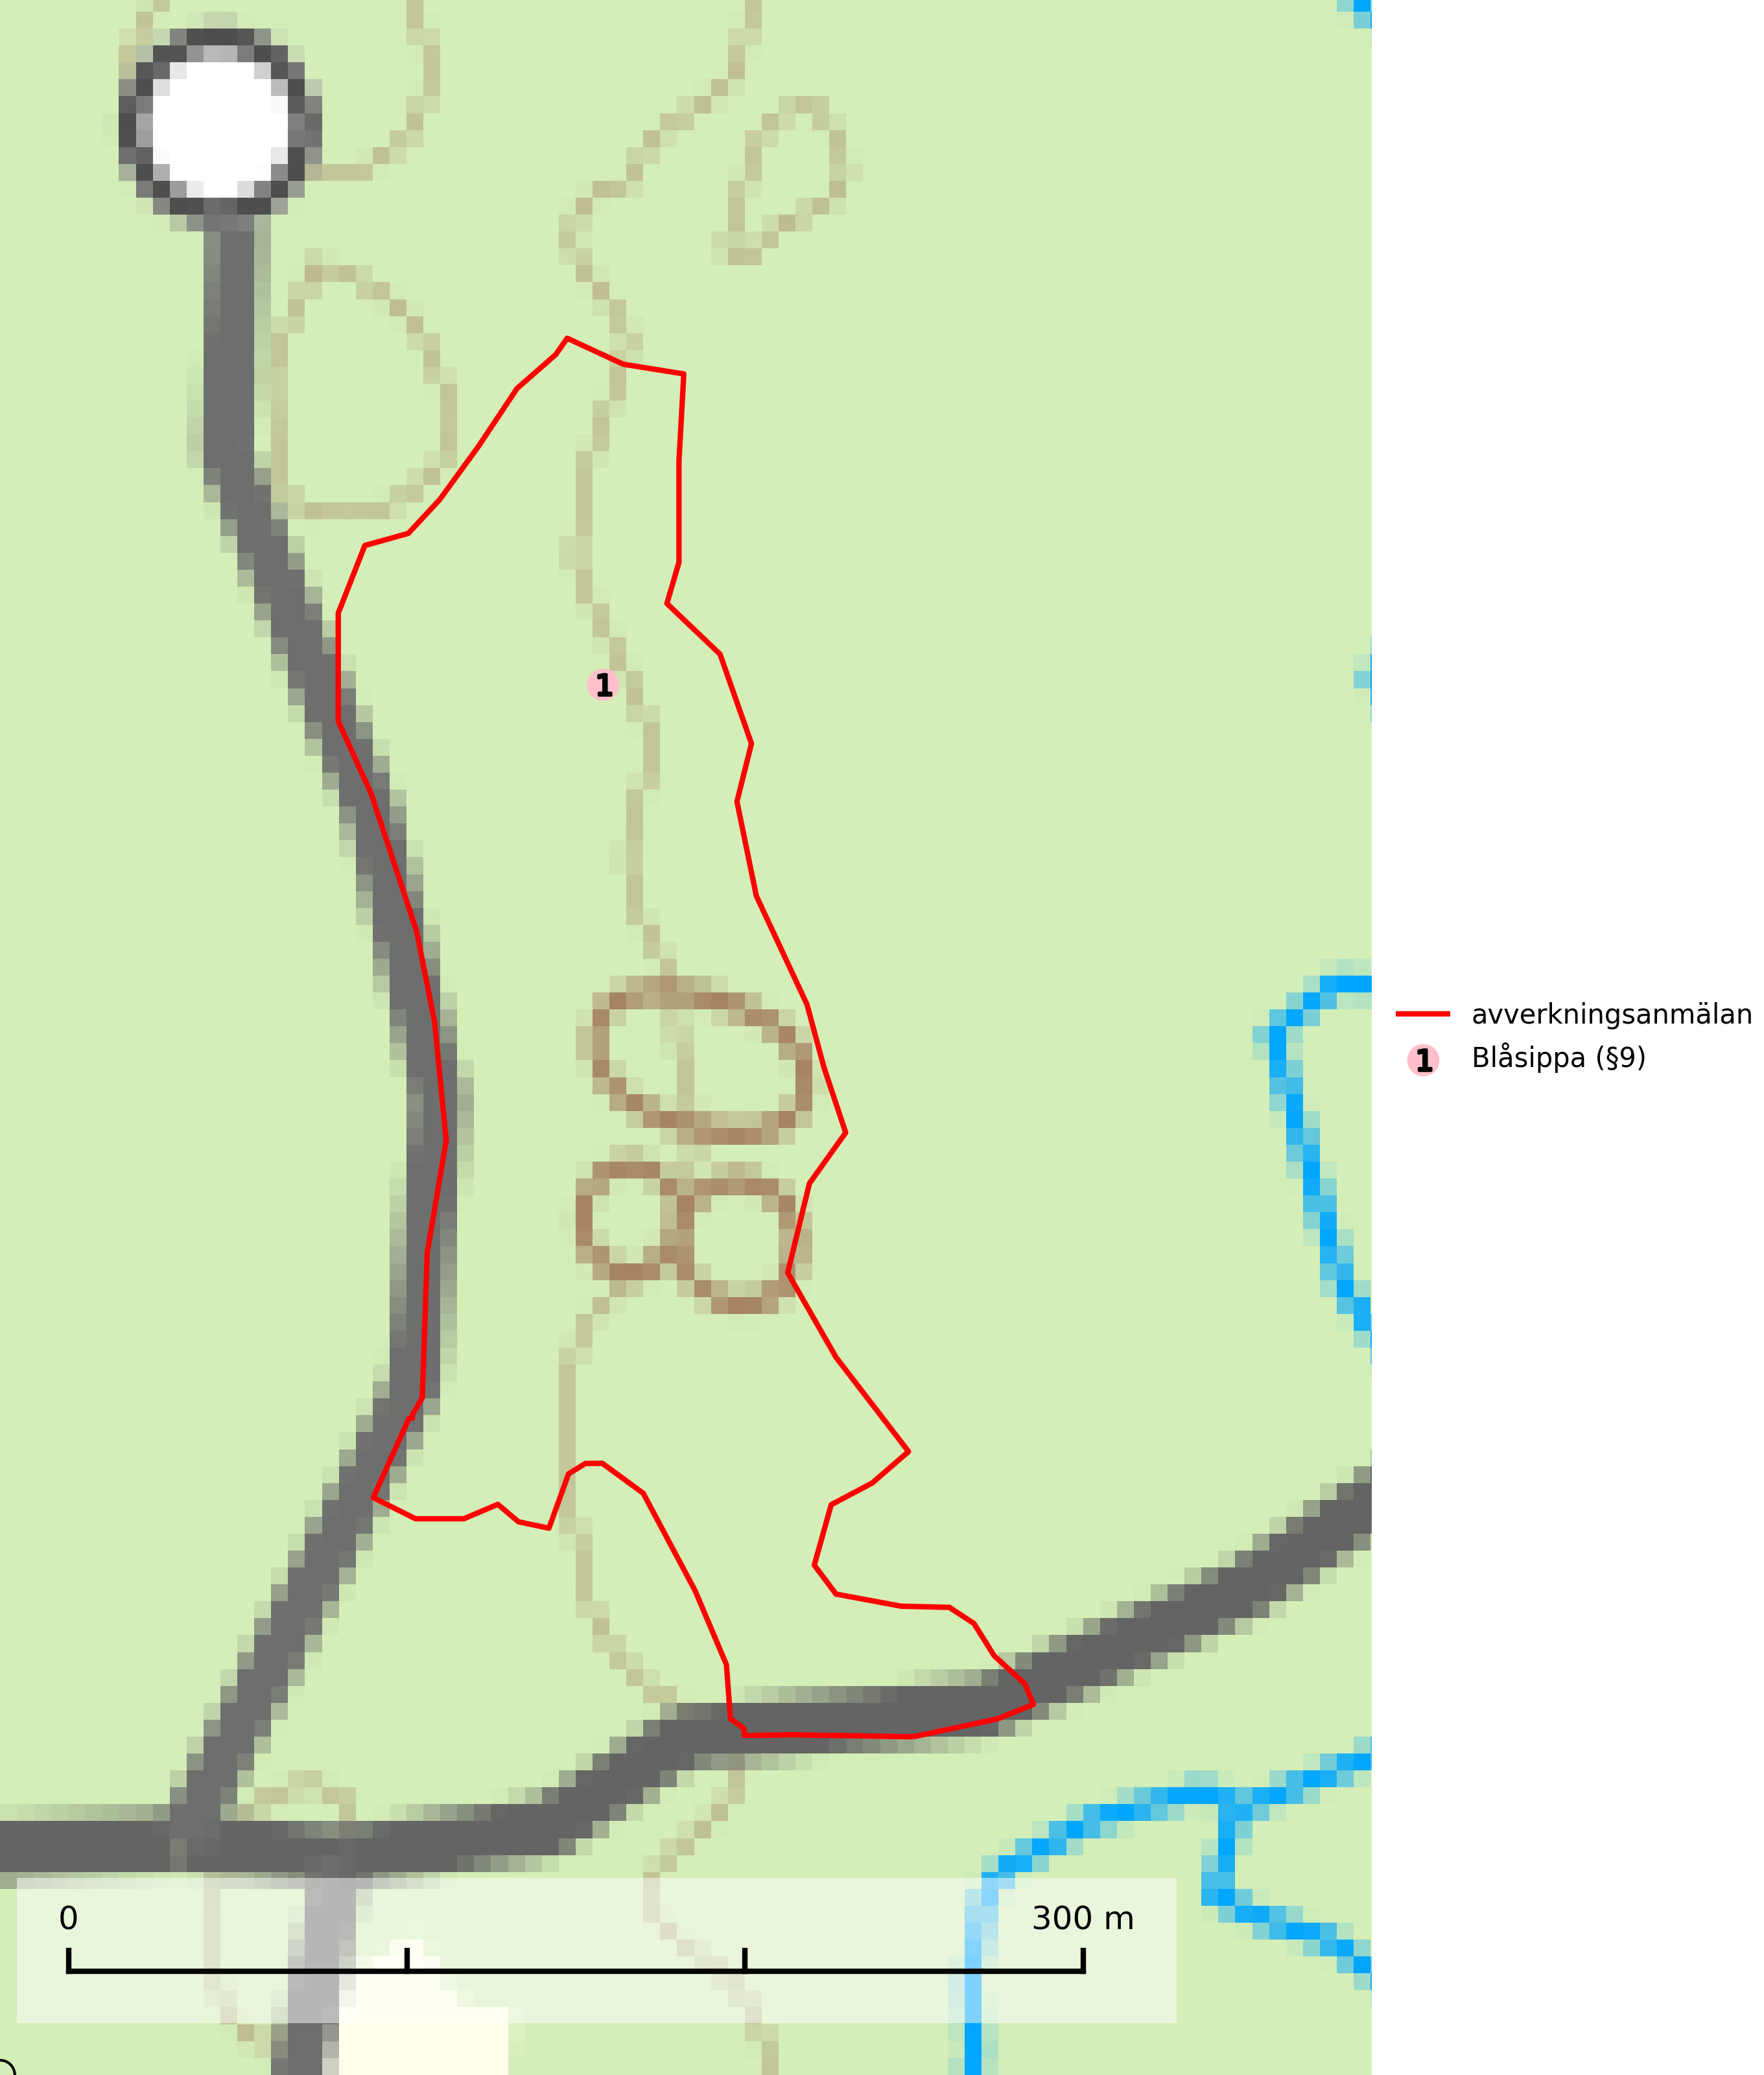 1
avverkningsanmälan
1 Blåsippa (§9)
0 300 m